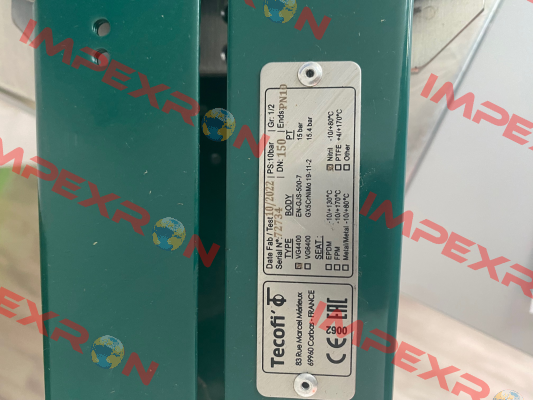 Tecofi
83 Rue Marcel Mérieux
69960 Corbas - FRANCE
CE 0062 EAC
Date Fab / Test 10/2022 | PS:10bar | Gr: 1/2
Serial N°: 72734 | DN: 150 | Ends: PN10
TYPE BODY PT
VG4400 EN-GJS-500-7 15 bar
VG6400 GX5CrNiMo 19-11-2 15,4 bar
SEAT:
EPDM -10/+130°C Nitril -10/+80°C
FPM -10/+170°C PTFE +4/+170°C
Metal/Metal -10/+80°C Other
IMPEXRON
IMPEXRON
IMPEXRON
IMPEXRON
IMPEXRON